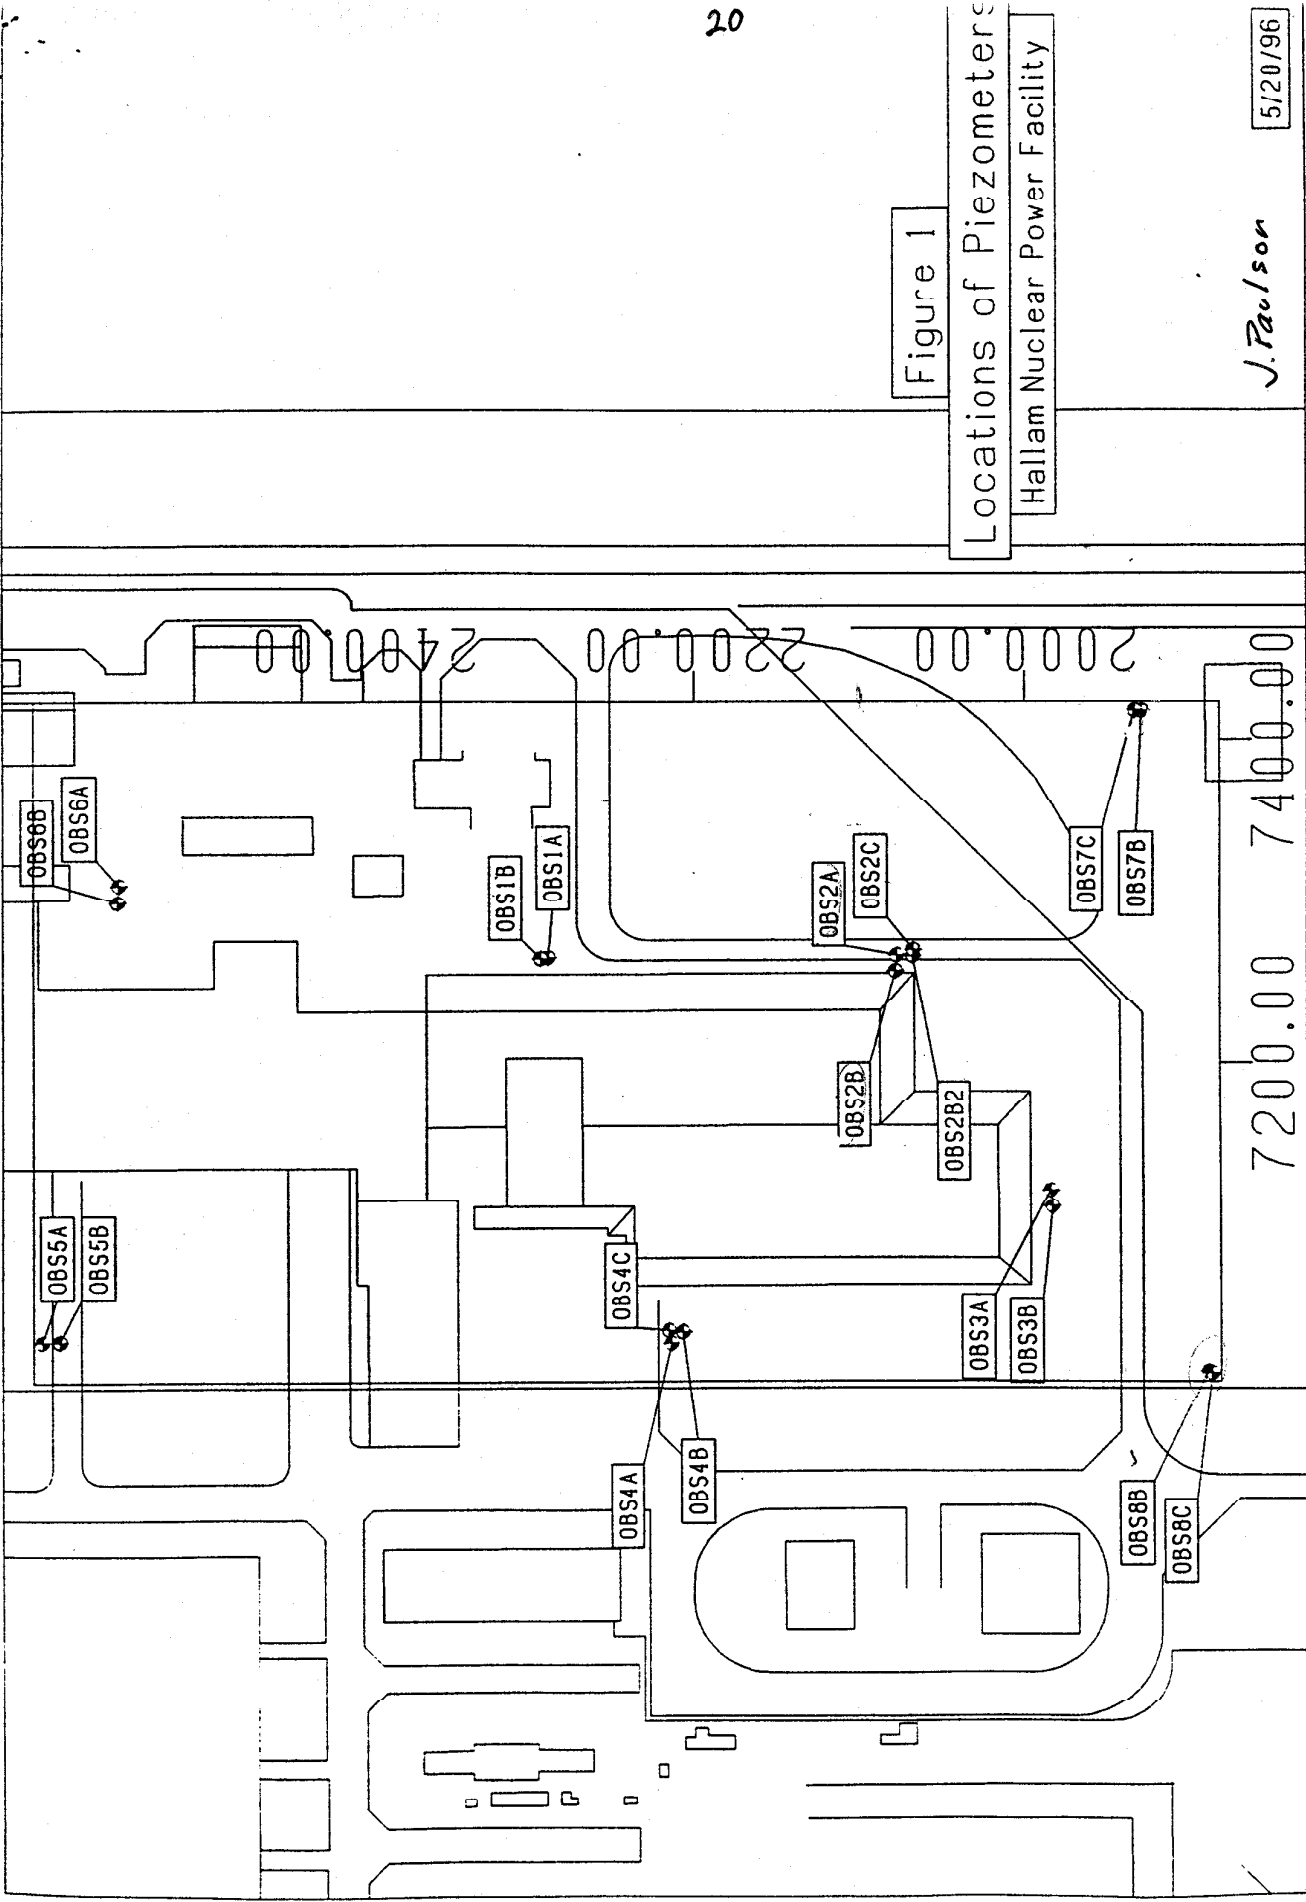 20
Figure 1
Locations of Piezometers
Hallam Nuclear Power Facility
J. Paulson
5/20/96
OBS6B
OBS6A
OBS1B
OBS1A
OBS2A
OBS2C
OBS7C
OBS7B
OBS2B
OBS2B2
OBS5A
OBS5B
OBS4C
OBS3A
OBS3B
OBS4A
OBS4B
OBS8B
OBS8C
2400.00
2200.00
2000.00
7400.00
7200.00